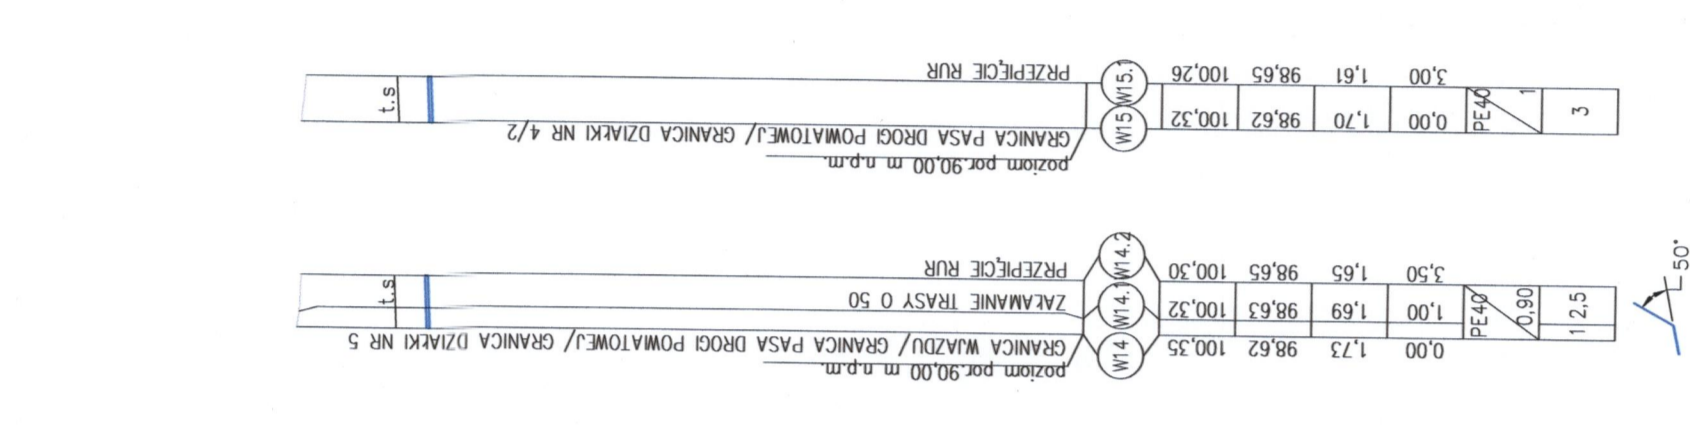 t.s
PRZEPIĘCIE RUR
W15.1
100,26
98,65
1,61
3,00
GRANICA PASA DROGI POWIATOWEJ/ GRANICA DZIAŁKI NR 4/2
W15
100,32
98,62
1,70
0,00
PE40
1
3
poziom por.90,00 m n.p.m.
t.s
PRZEPIĘCIE RUR
W14.2
100,30
98,65
1,65
3,50
ZAŁAMANIE TRASY O 50
W14.1
100,32
98,63
1,69
1,00
GRANICA WJAZDU/ GRANICA PASA DROGI POWIATOWEJ/ GRANICA DZIAŁKI NR 5
W14
100,35
98,62
1,73
0,00
PE40
0,90
1 2,5
poziom por.90,00 m n.p.m.
50°